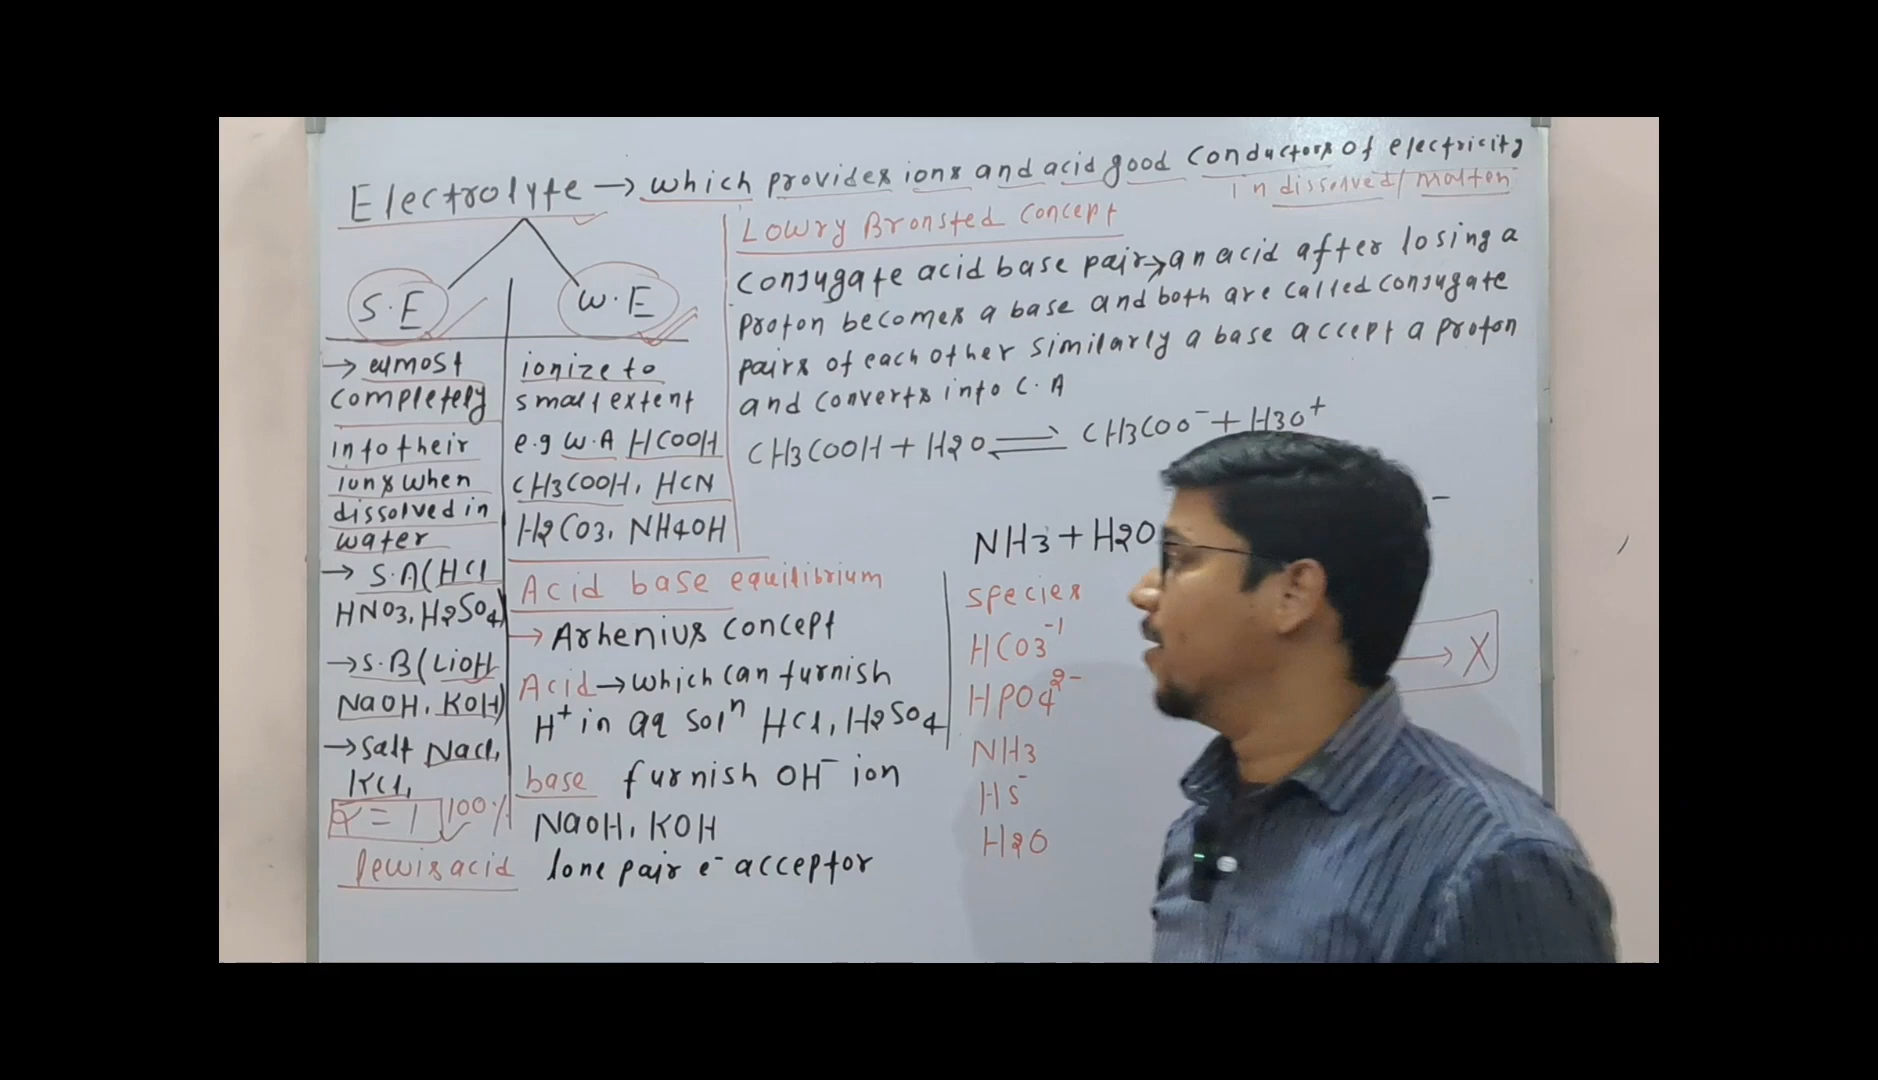 Electrolyte → which provides ions and acid good conductors of electricity
in dissolved/molten
S.E
→ almost
completely
into their
ions when
dissolved in
water
→ S.A(HCl
HNO3, H2SO4)
→ S.B(LiOH
NaOH, KOH)
→ salt NaCl,
KCl,
α = 1 100%
W.E
ionize to
small extent
e.g W.A HCOOH
CH3COOH, HCN
H2CO3, NH4OH
Lowry Bronsted Concept
Conjugate acid base pair→ an acid after losing a
proton becomes a base and both are called conjugate
pairs of each other similarly a base accept a proton
and converts into C.A
CH3COOH + H2O ⇌ CH3COO⁻ + H3O⁺
NH3 + H2O
Acid base equilibrium
→ Arhenius concept
Acid → which can furnish
H⁺ in aq solⁿ HCl, H2SO4
base furnish OH⁻ ion
NaOH, KOH
lewis acid lone pair e⁻ acceptor
species
HCO3⁻¹
HPO4²⁻
NH3
HS⁻
H2O
→ X